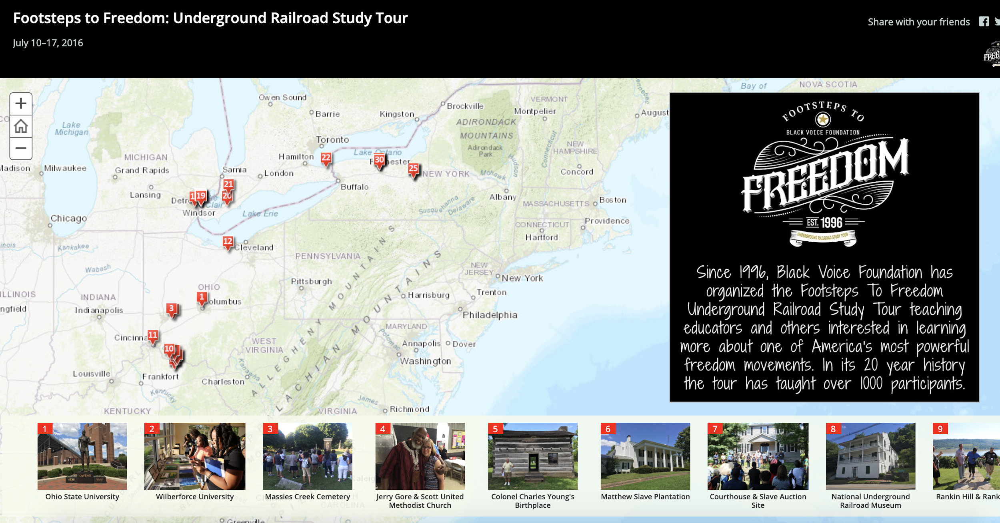 Footsteps to Freedom: Underground Railroad Study Tour
Share with your friends
July 10–17, 2016
Bay of
NOVA SCOTIA
Owen Sound
Barrie
Kingston
Brockville
VERMONT
Montpelier
August
Lake
Michigan
ADIRONDACK
MOUNTAINS
Adirondack
Park
Toronto
NEW
HAMPSHIRE
Connecticut
Hudson
MICHIGAN
Hamilton
22
Lake Ontario
30
25
NEW YORK
Mohawk
Concord
Milwaukee
Grand Rapids
Sarnia
London
Buffalo
Lansing
21
20
19
Clair
Windsor
Lake Erie
Susquehanna
Delaware
Albany
MASSACHUSETTS
Boston
Chicago
CONNECTICUT
Providence
Hartford
Kankakee
12
Cleveland
PENNSYLVANIA
NEW
JERSEY
New York
Wabash
Pittsburgh
Trenton
OHIO
Harrisburg
INDIANA
Indianapolis
1
olumbus
3
Philadelphia
MARYLAND
Cincinna
11
10
WEST
VIRGINIA
Potomac
Annapolis
Dover
Washington
Louisville
Frankfort
Charleston
Kanawha
Kentucky
ALLEGHENY MOUNTAINS
LACHIAN MOUNTAINS
James
KENTUCKY
VIRGINIA
Richmond
FOOTSTEPS TO
BLACK VOICE FOUNDATION
FREEDOM
EST. 1996
UNDERGROUND RAILROAD STUDY TOUR
Since 1996, Black Voice Foundation has
organized the Footsteps To Freedom
Underground Railroad Study Tour teaching
educators and others interested in learning
more about one of America's most powerful
freedom movements. In its 20 year history
the tour has taught over 1000 participants.
1
OWENS
1936
Ohio State University
2
Wilberforce University
3
Massies Creek Cemetery
4
Jerry Gore & Scott United
Methodist Church
5
Colonel Charles Young's
Birthplace
6
Matthew Slave Plantation
7
Courthouse & Slave Auction
Site
8
National Underground
Railroad Museum
9
Rankin Hill & Rank
Greenville